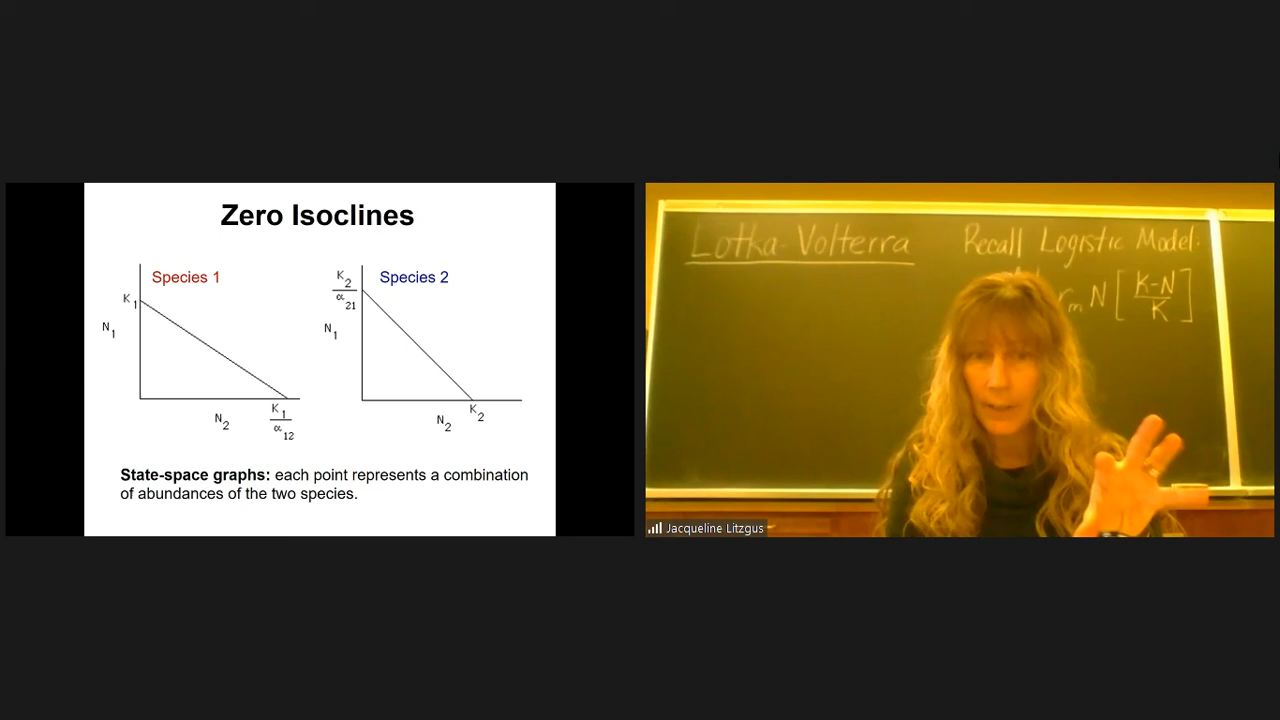 Zero Isoclines
Species 1
K1
N1
N2
K1
α12
Species 2
K2
α21
N1
N2
K2
State-space graphs: each point represents a combination
of abundances of the two species.
Lotka-Volterra
Recall Logistic Model.
rm N [ K-N
K ]
Jacqueline Litzgus